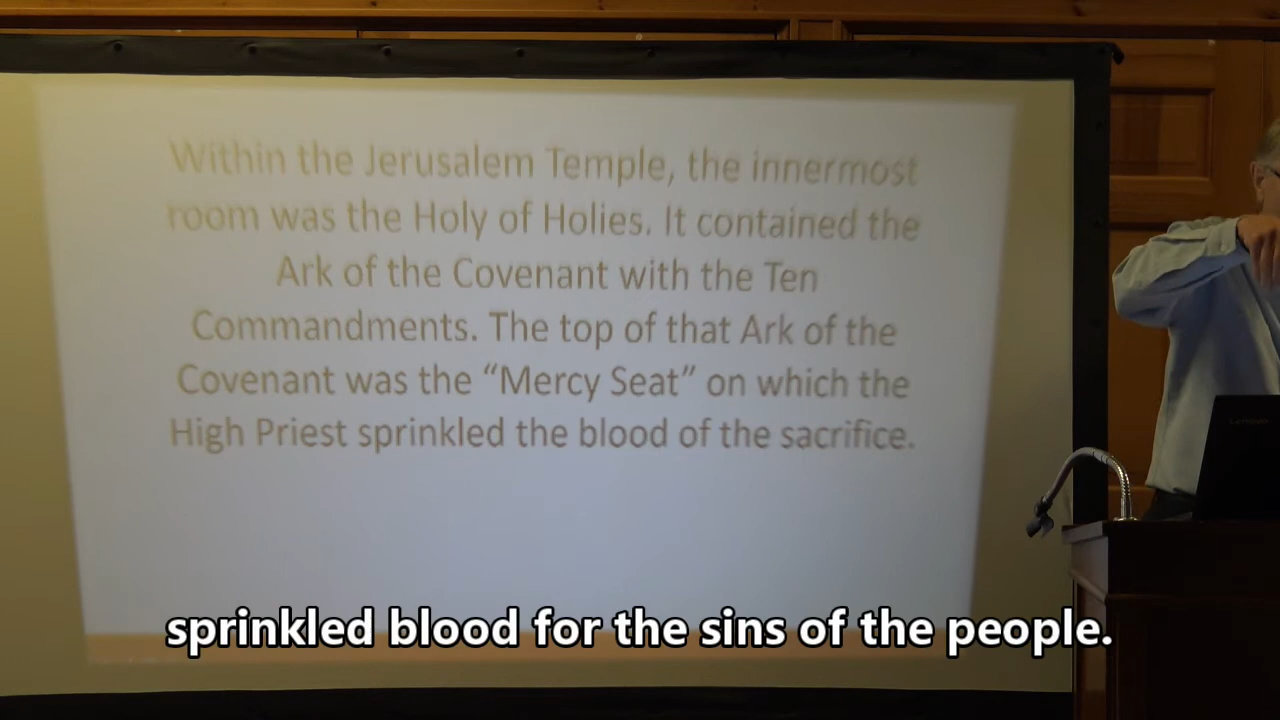 Within the Jerusalem Temple, the innermost
room was the Holy of Holies. It contained the
Ark of the Covenant with the Ten
Commandments. The top of that Ark of the
Covenant was the “Mercy Seat” on which the
High Priest sprinkled the blood of the sacrifice.
Lenovo
sprinkled blood for the sins of the people.